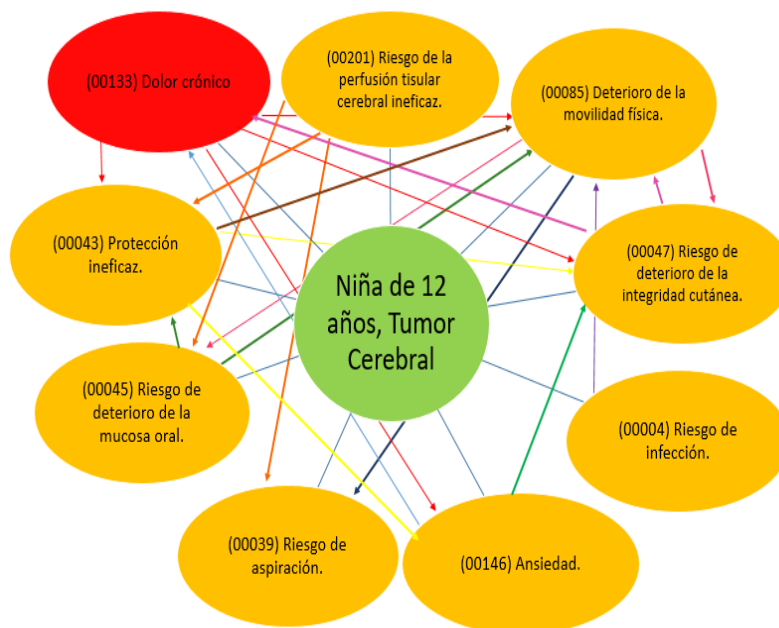 (00133) Dolor crónico
(00201) Riesgo de la
perfusión tisular
cerebral ineficaz.
(00085) Deterioro de la
movilidad física.
(00043) Protección
ineficaz.
Niña de 12
años, Tumor
Cerebral
(00047) Riesgo de
deterioro de la
integridad cutánea.
(00045) Riesgo de
deterioro de la
mucosa oral.
(00004) Riesgo de
infección.
(00039) Riesgo de
aspiración.
(00146) Ansiedad.